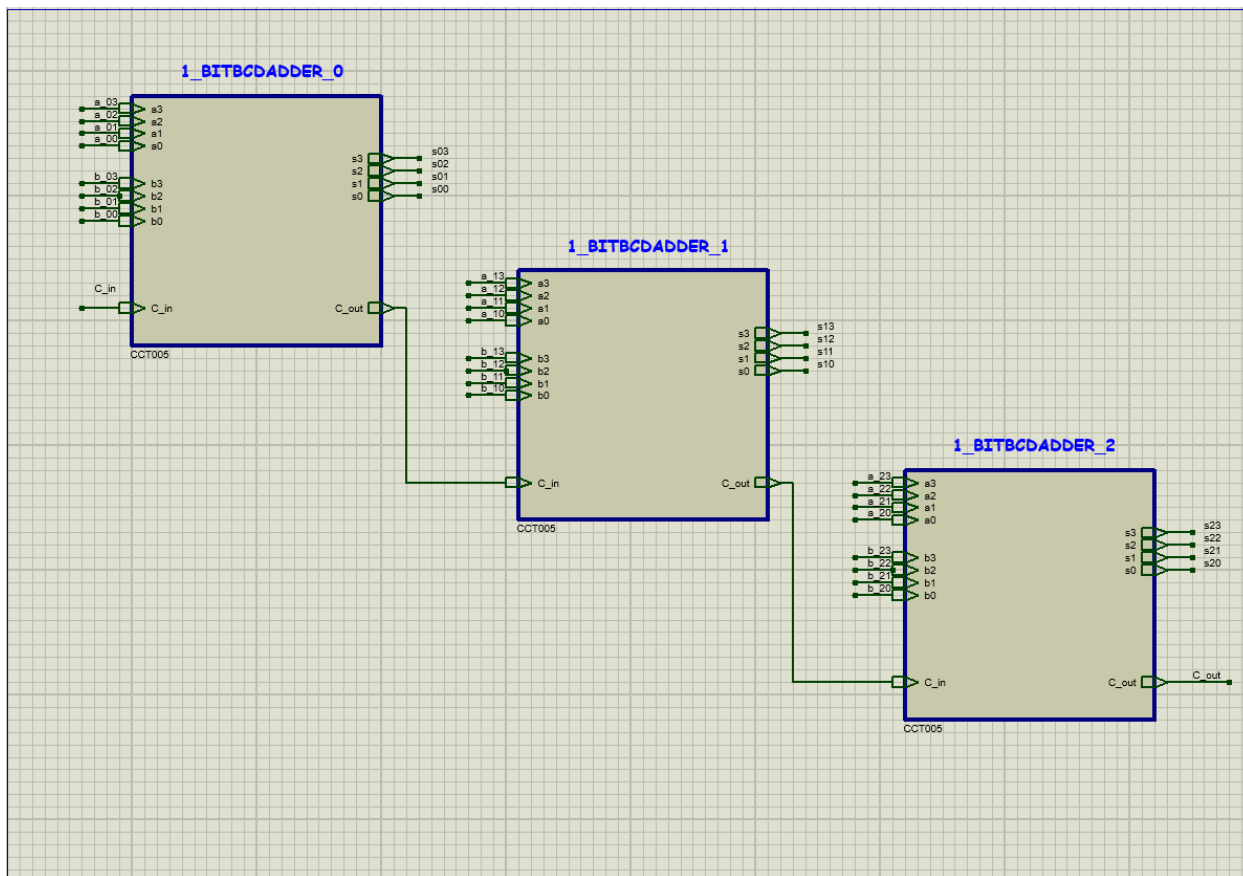 1_BITBCDADDER_0
a_03
a_02
a_01
a_00
a3
a2
a1
a0
b_03
b_02
b_01
b_00
b3
b2
b1
b0
s3
s2
s1
s0
s03
s02
s01
s00
C_in
C_in
C_out
CCT005
1_BITBCDADDER_1
a_13
a_12
a_11
a_10
a3
a2
a1
a0
b_13
b_12
b_11
b_10
b3
b2
b1
b0
s3
s2
s1
s0
s13
s12
s11
s10
C_in
C_out
CCT005
1_BITBCDADDER_2
a_23
a_22
a_21
a_20
a3
a2
a1
a0
b_23
b_22
b_21
b_20
b3
b2
b1
b0
s3
s2
s1
s0
s23
s22
s21
s20
C_in
C_out
C_out
CCT005